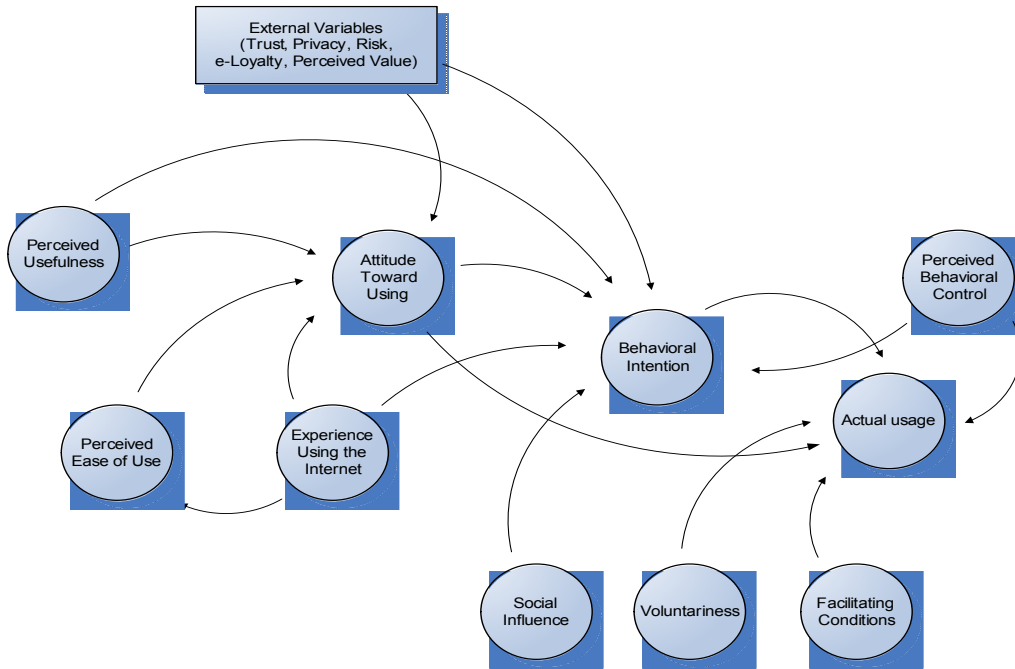 External Variables
(Trust, Privacy, Risk,
e-Loyalty, Perceived Value)
Perceived
Usefulness
Attitude
Toward
Using
Perceived
Behavioral
Control
Behavioral
Intention
Actual usage
Perceived
Ease of Use
Experience
Using the
Internet
Social
Influence
Voluntariness
Facilitating
Conditions